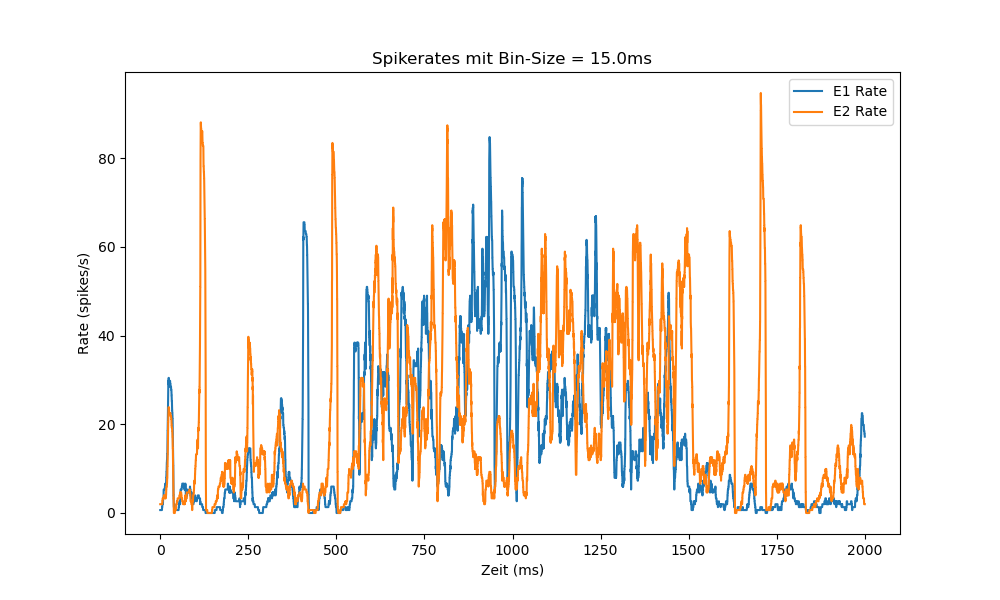 Spikerates mit Bin-Size = 15.0ms
E1 Rate
E2 Rate
Rate (spikes/s)
80
60
40
20
0
0 250 500 750 1000 1250 1500 1750 2000
Zeit (ms)